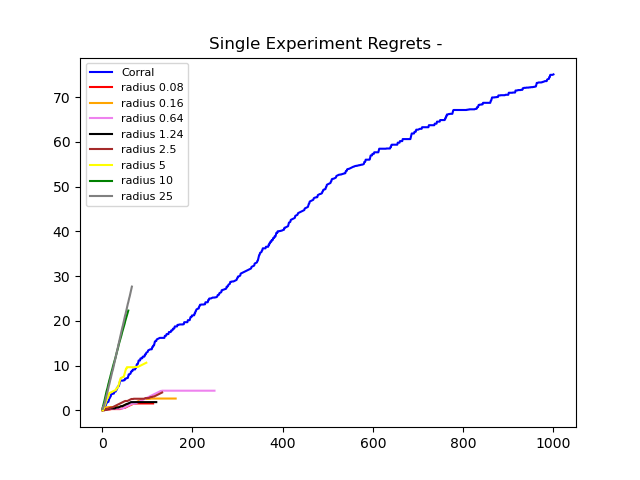 Single Experiment Regrets -
Corral
radius 0.08
radius 0.16
radius 0.64
radius 1.24
radius 2.5
radius 5
radius 10
radius 25
70
60
50
40
30
20
10
0
0 200 400 600 800 1000